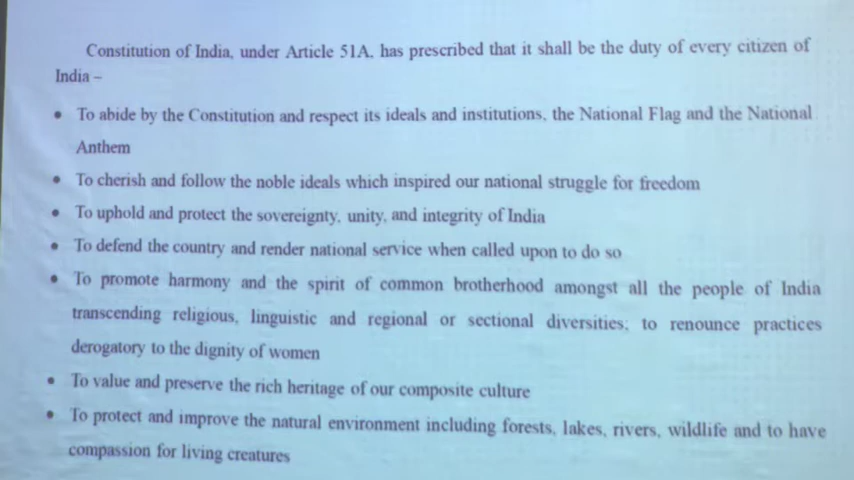 Constitution of India, under Article 51A, has prescribed that it shall be the duty of every citizen of
India –
• To abide by the Constitution and respect its ideals and institutions, the National Flag and the National
Anthem
• To cherish and follow the noble ideals which inspired our national struggle for freedom
• To uphold and protect the sovereignty, unity, and integrity of India
• To defend the country and render national service when called upon to do so
• To promote harmony and the spirit of common brotherhood amongst all the people of India
transcending religious, linguistic and regional or sectional diversities; to renounce practices
derogatory to the dignity of women
• To value and preserve the rich heritage of our composite culture
• To protect and improve the natural environment including forests, lakes, rivers, wildlife and to have
compassion for living creatures